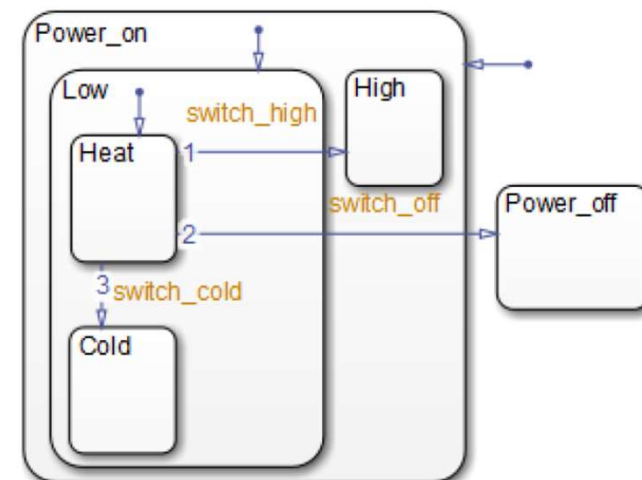 Power_on
Low
High
switch_high
Heat
1
switch_off
Power_off
2
3
switch_cold
Cold